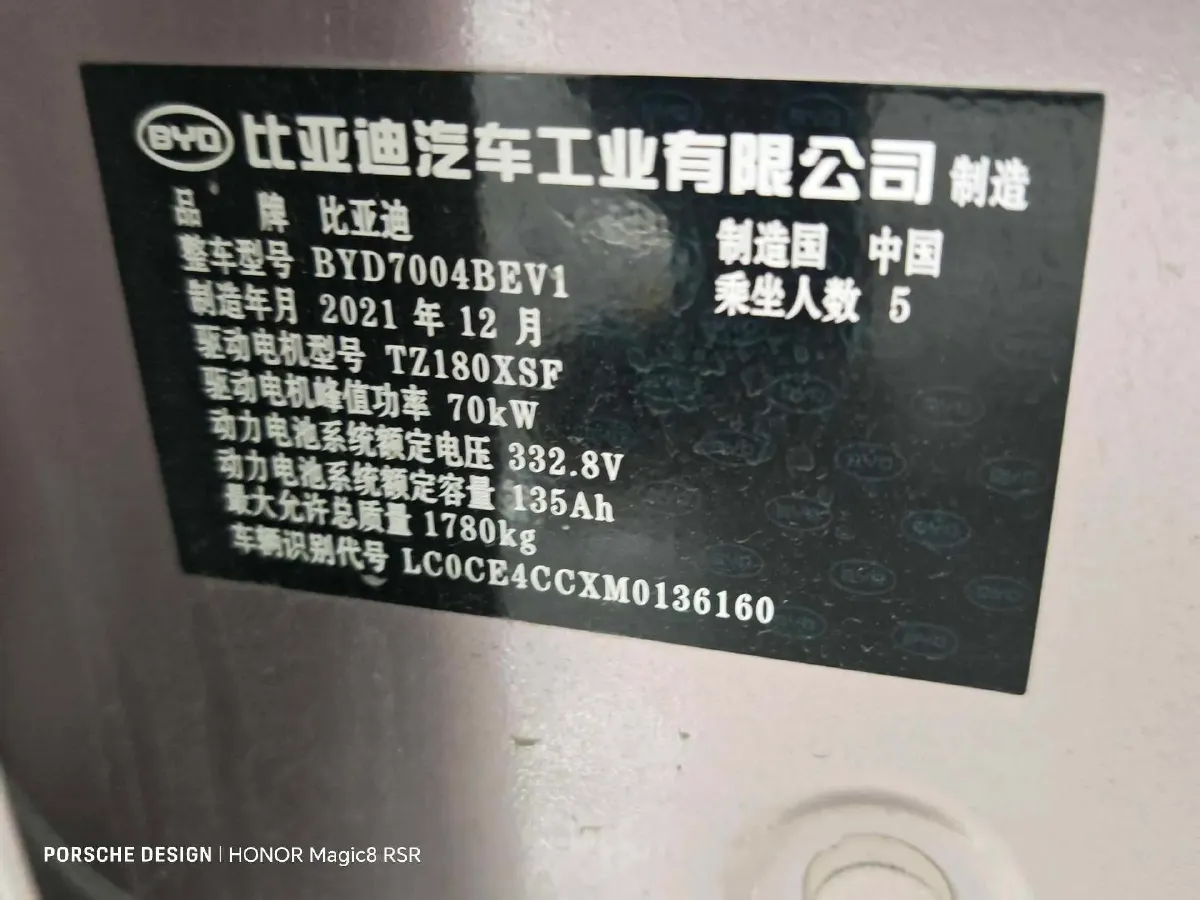 BYD 比亚迪汽车工业有限公司 制造
品 牌 比亚迪 制造国 中国
整车型号 BYD7004BEV1 乘坐人数 5
制造年月 2021 年 12 月
驱动电机型号 TZ180XSF
驱动电机峰值功率 70kW
动力电池系统额定电压 332.8V
动力电池系统额定容量 135Ah
最大允许总质量 1780kg
车辆识别代号 LC0CE4CCXM0136160
PORSCHE DESIGN | HONOR Magic8 RSR